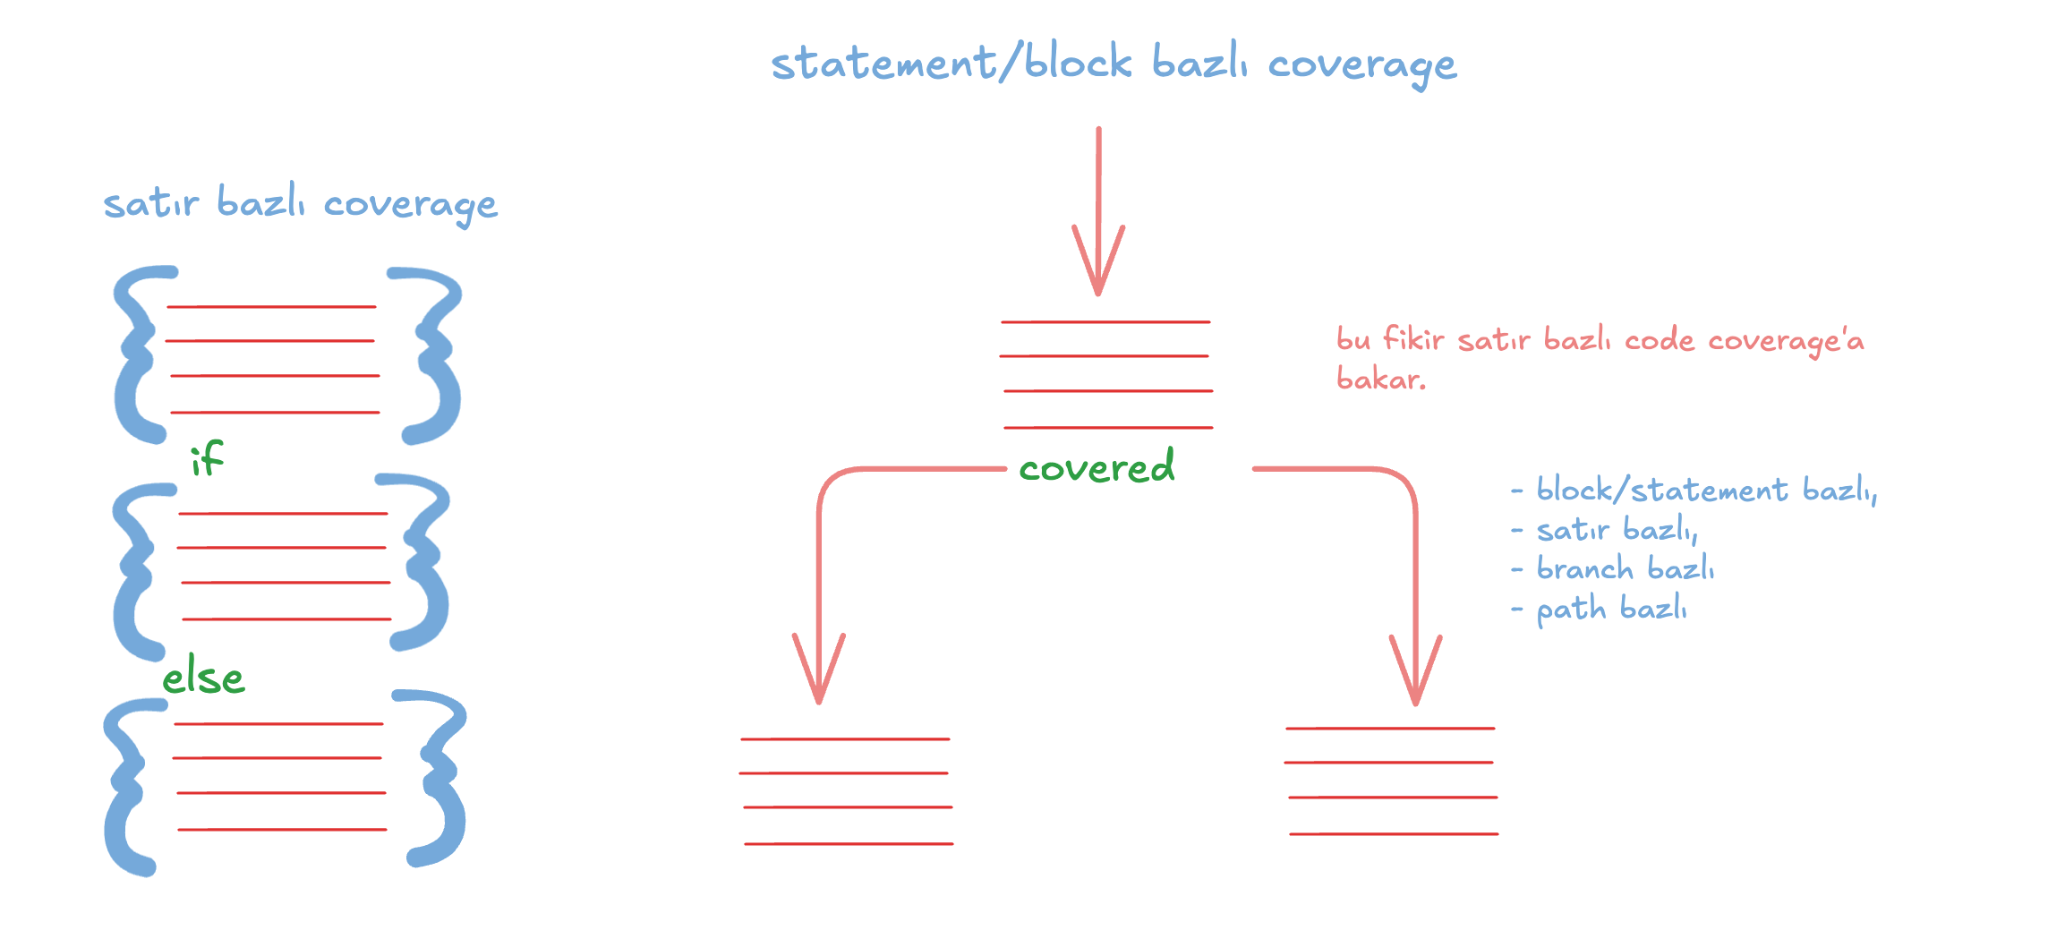 statement/block bazlı coverage
satır bazlı coverage
if
else
covered
bu fikir satır bazlı code coverage'a
bakar.
- block/statement bazlı,
- satır bazlı,
- branch bazlı
- path bazlı